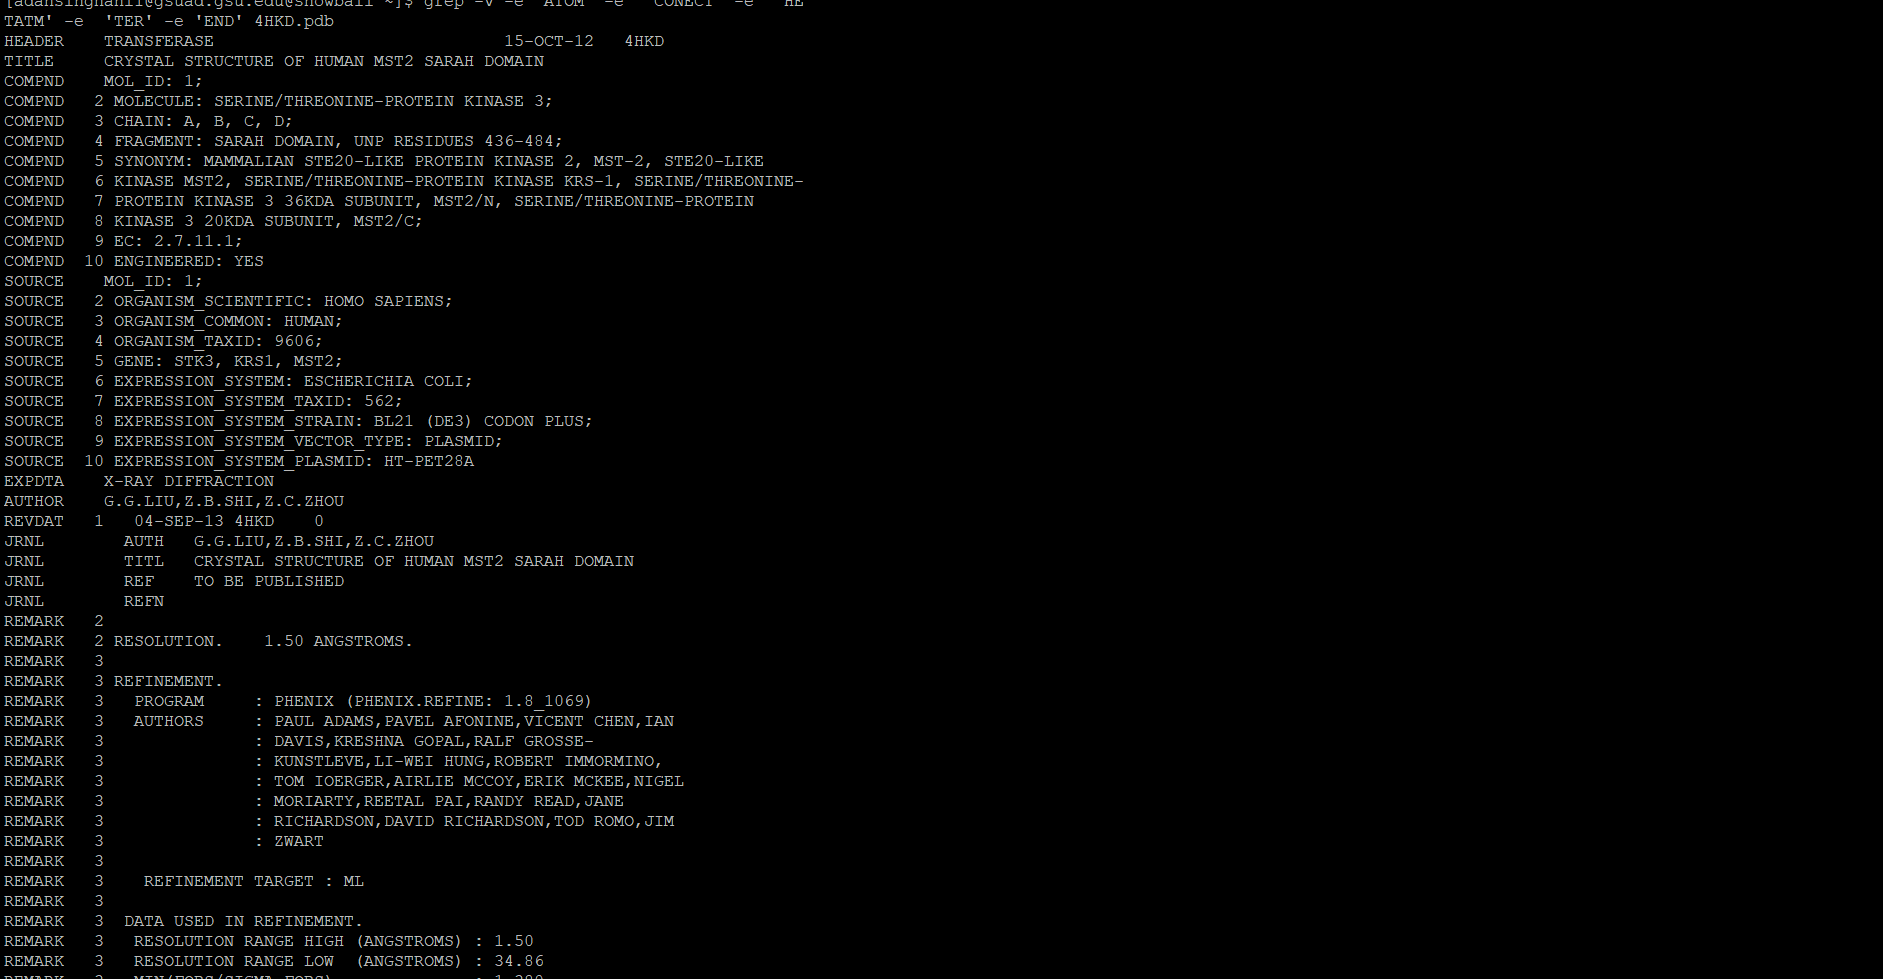 [adansinghani1@gsuad.gsu.edu@snowball ~]$ grep -v -e 'ATOM' -e 'CONECT' -e 'HE
TATM' -e  'TER' -e 'END' 4HKD.pdb
HEADER    TRANSFERASE                             15-OCT-12   4HKD
TITLE     CRYSTAL STRUCTURE OF HUMAN MST2 SARAH DOMAIN
COMPND    MOL_ID: 1;
COMPND   2 MOLECULE: SERINE/THREONINE-PROTEIN KINASE 3;
COMPND   3 CHAIN: A, B, C, D;
COMPND   4 FRAGMENT: SARAH DOMAIN, UNP RESIDUES 436-484;
COMPND   5 SYNONYM: MAMMALIAN STE20-LIKE PROTEIN KINASE 2, MST-2, STE20-LIKE
COMPND   6 KINASE MST2, SERINE/THREONINE-PROTEIN KINASE KRS-1, SERINE/THREONINE-
COMPND   7 PROTEIN KINASE 3 36KDA SUBUNIT, MST2/N, SERINE/THREONINE-PROTEIN
COMPND   8 KINASE 3 20KDA SUBUNIT, MST2/C;
COMPND   9 EC: 2.7.11.1;
COMPND  10 ENGINEERED: YES
SOURCE    MOL_ID: 1;
SOURCE   2 ORGANISM_SCIENTIFIC: HOMO SAPIENS;
SOURCE   3 ORGANISM_COMMON: HUMAN;
SOURCE   4 ORGANISM_TAXID: 9606;
SOURCE   5 GENE: STK3, KRS1, MST2;
SOURCE   6 EXPRESSION_SYSTEM: ESCHERICHIA COLI;
SOURCE   7 EXPRESSION_SYSTEM_TAXID: 562;
SOURCE   8 EXPRESSION_SYSTEM_STRAIN: BL21 (DE3) CODON PLUS;
SOURCE   9 EXPRESSION_SYSTEM_VECTOR_TYPE: PLASMID;
SOURCE  10 EXPRESSION_SYSTEM_PLASMID: HT-PET28A
EXPDTA    X-RAY DIFFRACTION
AUTHOR    G.G.LIU,Z.B.SHI,Z.C.ZHOU
REVDAT   1   04-SEP-13 4HKD    0
JRNL        AUTH   G.G.LIU,Z.B.SHI,Z.C.ZHOU
JRNL        TITL   CRYSTAL STRUCTURE OF HUMAN MST2 SARAH DOMAIN
JRNL        REF    TO BE PUBLISHED
JRNL        REFN
REMARK   2
REMARK   2 RESOLUTION.    1.50 ANGSTROMS.
REMARK   3
REMARK   3 REFINEMENT.
REMARK   3   PROGRAM     : PHENIX (PHENIX.REFINE: 1.8_1069)
REMARK   3   AUTHORS     : PAUL ADAMS,PAVEL AFONINE,VICENT CHEN,IAN
REMARK   3               : DAVIS,KRESHNA GOPAL,RALF GROSSE-
REMARK   3               : KUNSTLEVE,LI-WEI HUNG,ROBERT IMMORMINO,
REMARK   3               : TOM IOERGER,AIRLIE MCCOY,ERIK MCKEE,NIGEL
REMARK   3               : MORIARTY,REETAL PAI,RANDY READ,JANE
REMARK   3               : RICHARDSON,DAVID RICHARDSON,TOD ROMO,JIM
REMARK   3               : ZWART
REMARK   3
REMARK   3    REFINEMENT TARGET : ML
REMARK   3
REMARK   3  DATA USED IN REFINEMENT.
REMARK   3   RESOLUTION RANGE HIGH (ANGSTROMS) : 1.50
REMARK   3   RESOLUTION RANGE LOW  (ANGSTROMS) : 34.86
REMARK   3   MIN(FOBS/SIGMA_FOBS)              :